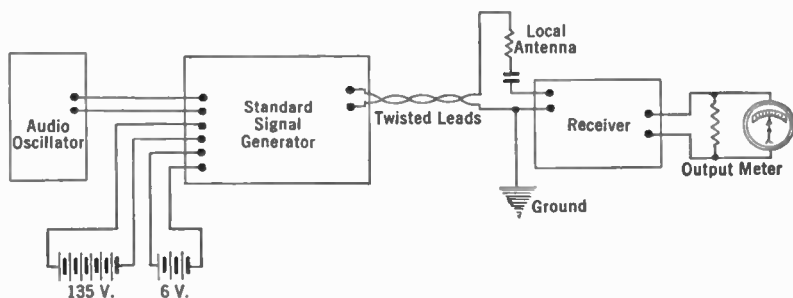 Local
Antenna
Audio
Oscillator
Standard
Signal
Generator
Twisted Leads
Receiver
Output Meter
Ground
135 V.
6 V.